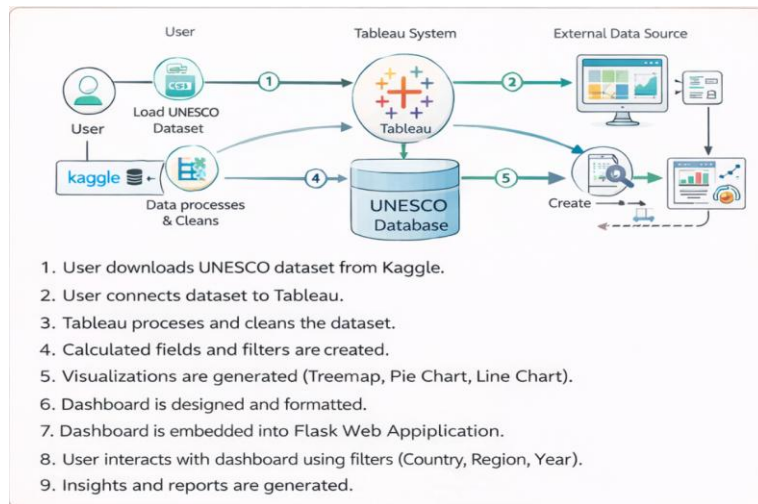 User
Tableau System
External Data Source
1
2
CSS
Load UNESCO
Dataset
User
Tableau
kaggle
Data processes
& Cleans
4
UNESCO
Database
5
Create
1. User downloads UNESCO dataset from Kaggle.
2. User connects dataset to Tableau.
3. Tableau proceses and cleans the dataset.
4. Calculated fields and filters are created.
5. Visualizations are generated (Treemap, Pie Chart, Line Chart).
6. Dashboard is designed and formatted.
7. Dashboard is embedded into Flask Web Appiplication.
8. User interacts with dashboard using filters (Country, Region, Year).
9. Insights and reports are generated.